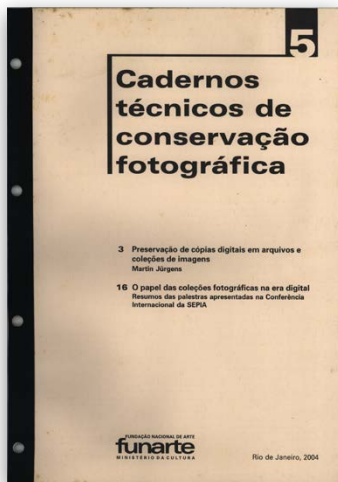 5
Cadernos
técnicos de
conservação
fotográfica
3 Preservação de cópias digitais em arquivos e
coleções de imagens
Martin Jürgens
16 O papel das coleções fotográficas na era digital
Resumos das palestras apresentadas na Conferência
Internacional da SEPIA
FUNDAÇÃO NACIONAL DE ARTE
funarte
MINISTÉRIO DA CULTURA
Rio de Janeiro, 2004